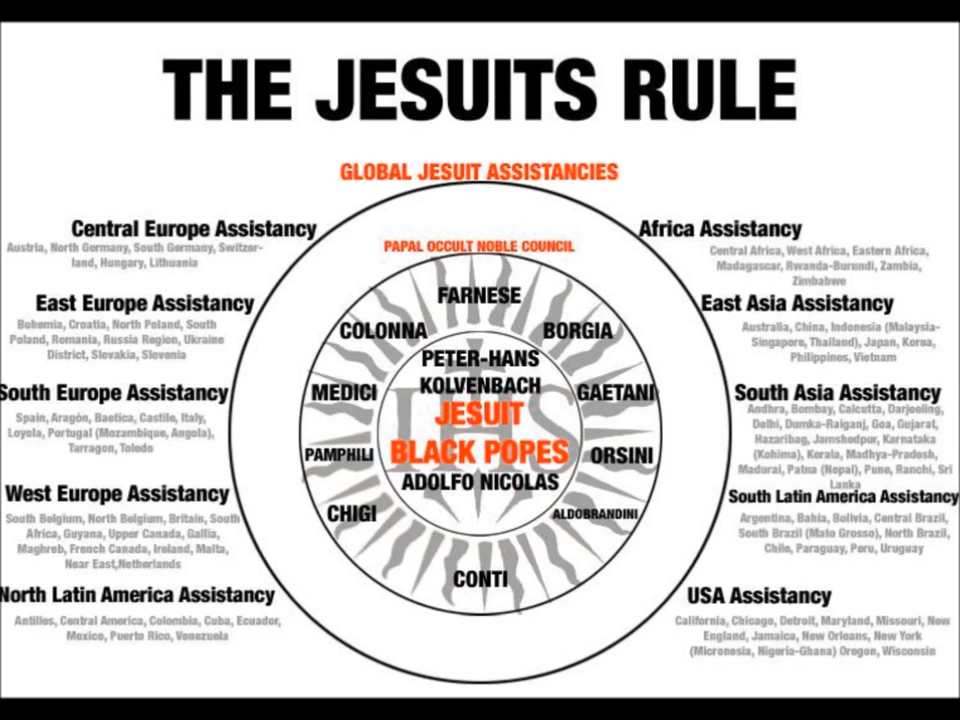 THE JESUITS RULE
GLOBAL JESUIT ASSISTANCIES
Central Europe Assistancy
Austria, North Germany, South Germany, Switzer-
land, Hungary, Lithuania
East Europe Assistancy
Bohemia, Croatia, North Poland, South
Poland, Romania, Russia Region, Ukraine
District, Slovakia, Slovenia
South Europe Assistancy
Spain, Aragòn, Baetica, Castile, Italy,
Loyola, Portugal (Mozambique, Angola),
Tarragon, Toledo
West Europe Assistancy
South Belgium, North Belgium, Britain, South
Africa, Guyana, Upper Canada, Gallia,
Maghreb, French Canada, Ireland, Malta,
Near East,Netherlands
North Latin America Assistancy
Antilles, Central America, Colombia, Cuba, Ecuador,
Mexico, Puerto Rico, Venezuela
PAPAL OCCULT NOBLE COUNCIL
FARNESE
COLONNA
BORGIA
MEDICI
GAETANI
PAMPHILI
ORSINI
CHIGI
ALDOBRANDINI
CONTI
PETER-HANS
KOLVENBACH
JESUIT
BLACK POPES
ADOLFO NICOLAS
IHS
Africa Assistancy
Central Africa, West Africa, Eastern Africa,
Madagascar, Rwanda-Burundi, Zambia,
Zimbabwe
East Asia Assistancy
Australia, China, Indonesia (Malaysia-
Singapore, Thailand), Japan, Korea,
Philippines, Vietnam
South Asia Assistancy
Andhra, Bombay, Calcutta, Darjeeling,
Delhi, Dumka-Raiganj, Goa, Gujarat,
Hazaribag, Jamshedpur, Karnataka
(Kohima), Kerala, Madhya-Pradesh,
Madurai, Patna (Nepal), Pune, Ranchi, Sri
Lanka
South Latin America Assistancy
Argentina, Bahia, Bolivia, Central Brazil,
South Brazil (Mato Grosso), North Brazil,
Chile, Paraguay, Peru, Uruguay
USA Assistancy
California, Chicago, Detroit, Maryland, Missouri, New
England, Jamaica, New Orleans, New York
(Micronesia, Nigeria-Ghana) Oregon, Wisconsin